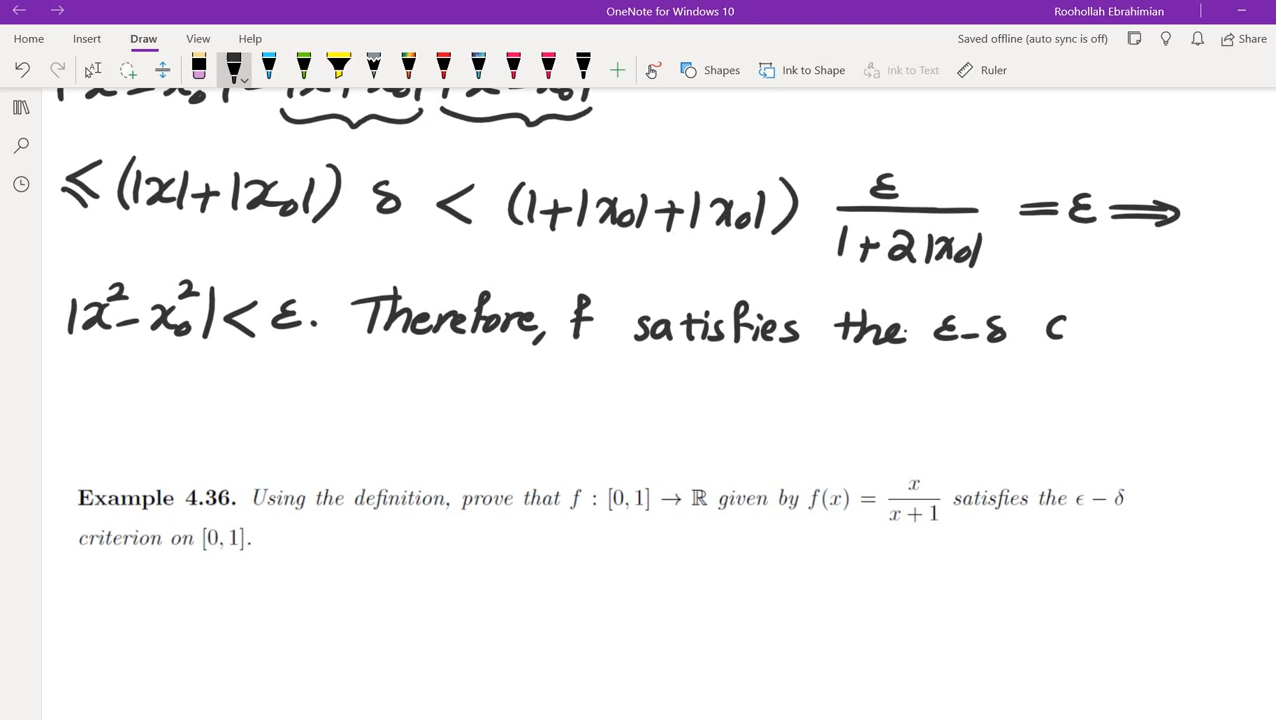 OneNote for Windows 10
Roohollah Ebrahimian
Home Insert Draw View Help
Saved offline (auto sync is off)
Share
Shapes Ink to Shape Ink to Text Ruler
≤ (|x|+|x₀|) δ < (1+|x₀|+|x₀|) ε/(1+2|x₀|) = ε ⟹
|x²-x₀²| < ε. Therefore, f satisfies the ε-δ c
Example 4.36. Using the definition, prove that f : [0, 1] → ℝ given by f(x) = x/(x + 1) satisfies the ϵ − δ
criterion on [0, 1].